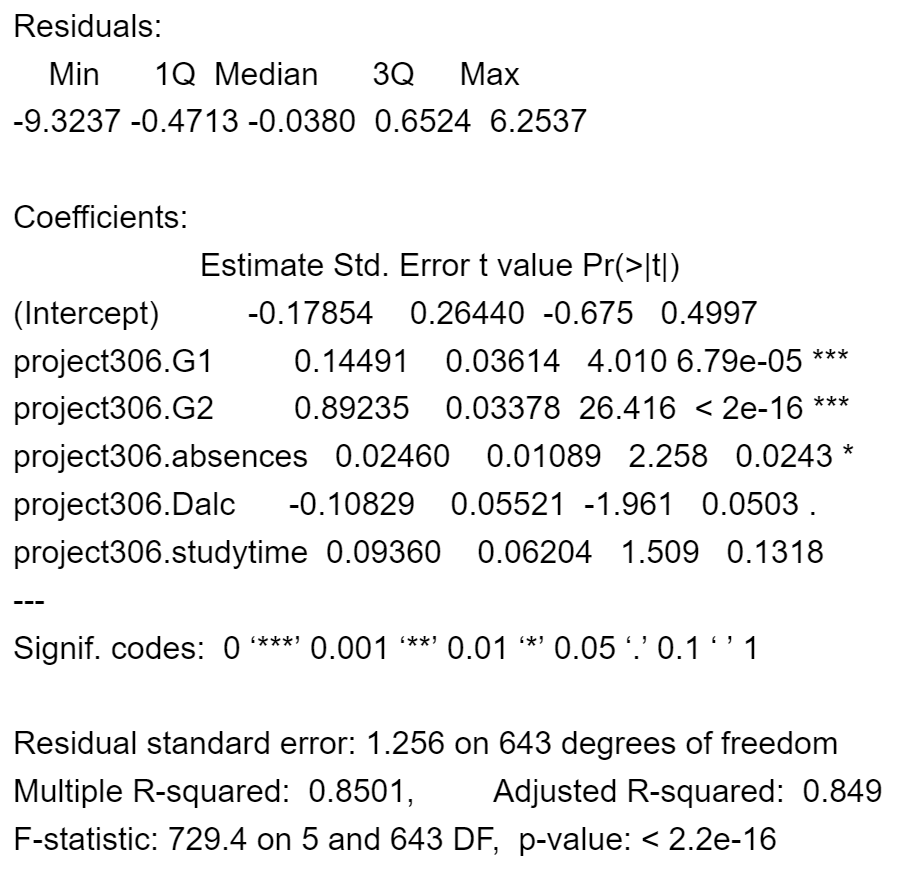 Residuals:
Min 1Q Median 3Q Max
-9.3237 -0.4713 -0.0380 0.6524 6.2537
Coefficients:
Estimate Std. Error t value Pr(>|t|)
(Intercept) -0.17854 0.26440 -0.675 0.4997
project306.G1 0.14491 0.03614 4.010 6.79e-05 ***
project306.G2 0.89235 0.03378 26.416 < 2e-16 ***
project306.absences 0.02460 0.01089 2.258 0.0243 *
project306.Dalc -0.10829 0.05521 -1.961 0.0503 .
project306.studytime 0.09360 0.06204 1.509 0.1318
---
Signif. codes: 0 ‘***’ 0.001 ‘**’ 0.01 ‘*’ 0.05 ‘.’ 0.1 ‘ ’ 1
Residual standard error: 1.256 on 643 degrees of freedom
Multiple R-squared: 0.8501, Adjusted R-squared: 0.849
F-statistic: 729.4 on 5 and 643 DF, p-value: < 2.2e-16